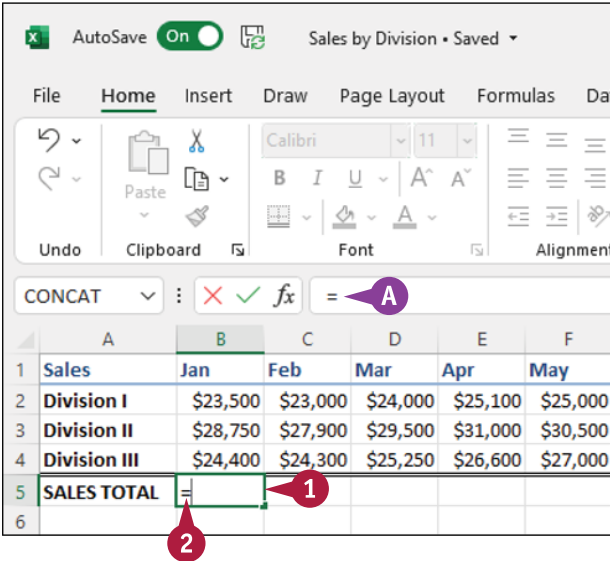 AutoSave On Sales by Division • Saved
File Home Insert Draw Page Layout Formulas Da
Calibri 11
Paste
B I U A A
A
Undo Clipboard Font Alignment
CONCAT fx = A
A B C D E F
1 Sales Jan Feb Mar Apr May
2 Division I $23,500 $23,000 $24,000 $25,100 $25,000
3 Division II $28,750 $27,900 $29,500 $31,000 $30,500
4 Division III $24,400 $24,300 $25,250 $26,600 $27,000
5 SALES TOTAL = 1
6
2